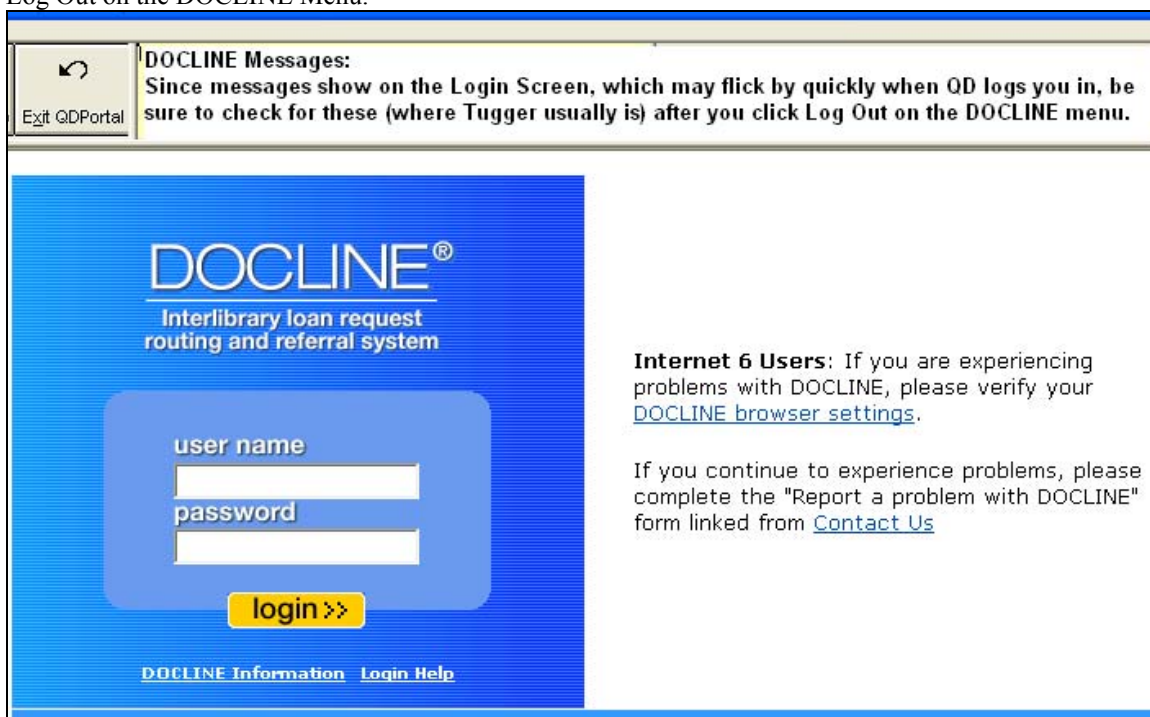 Log Out on the DOCLINE Menu.
DOCLINE Messages:
Since messages show on the Login Screen, which may flick by quickly when QD logs you in, be
sure to check for these (where Tugger usually is) after you click Log Out on the DOCLINE menu.
Exit QDPortal
DOCLINE®
Interlibrary loan request
routing and referral system
user name
password
login >>
DOCLINE Information Login Help
Internet 6 Users: If you are experiencing
problems with DOCLINE, please verify your
DOCLINE browser settings.
If you continue to experience problems, please
complete the "Report a problem with DOCLINE"
form linked from Contact Us